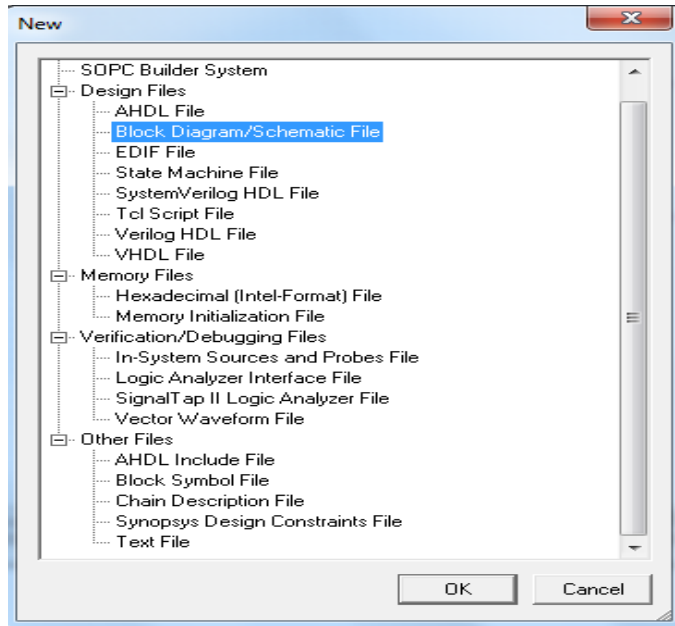 New
SOPC Builder System
Design Files
AHDL File
Block Diagram/Schematic File
EDIF File
State Machine File
SystemVerilog HDL File
Tcl Script File
Verilog HDL File
VHDL File
Memory Files
Hexadecimal (Intel-Format) File
Memory Initialization File
Verification/Debugging Files
In-System Sources and Probes File
Logic Analyzer Interface File
SignalTap II Logic Analyzer File
Vector Waveform File
Other Files
AHDL Include File
Block Symbol File
Chain Description File
Synopsys Design Constraints File
Text File
OK Cancel